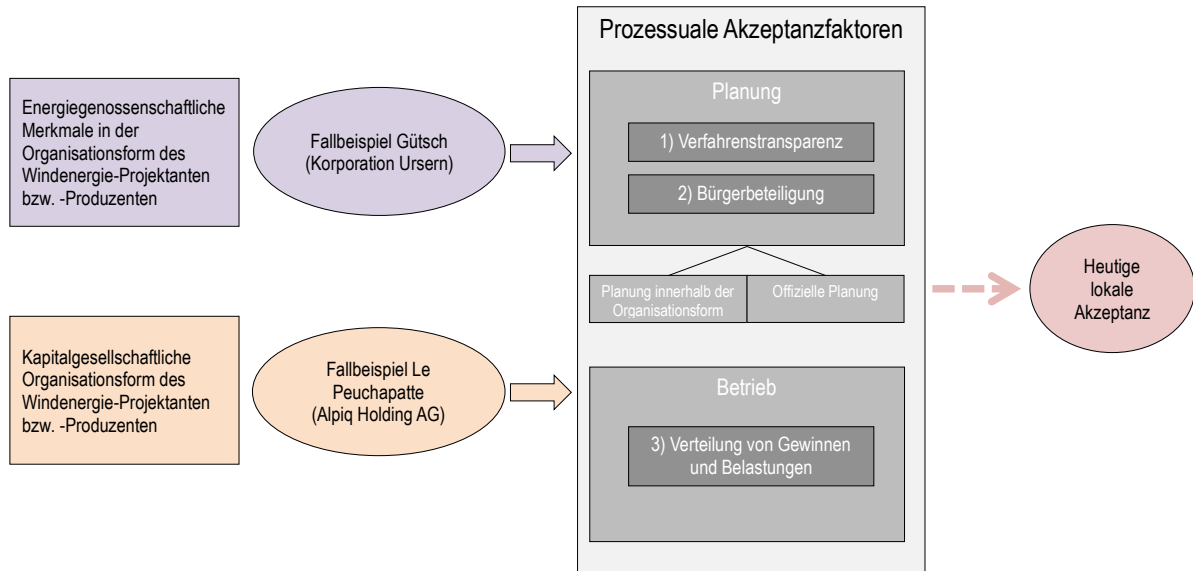 Prozessuale Akzeptanzfaktoren
Energiegenossenschaftliche
Merkmale in der
Organisationsform des
Windenergie-Projektanten
bzw. -Produzenten
Fallbeispiel Gütsch
(Korporation Ursern)
Planung
1) Verfahrenstransparenz
2) Bürgerbeteiligung
Planung innerhalb der
Organisationsform
Offizielle Planung
Heutige
lokale
Akzeptanz
Kapitalgesellschaftliche
Organisationsform des
Windenergie-Projektanten
bzw. -Produzenten
Fallbeispiel Le
Peuchapatte
(Alpiq Holding AG)
Betrieb
3) Verteilung von Gewinnen
und Belastungen